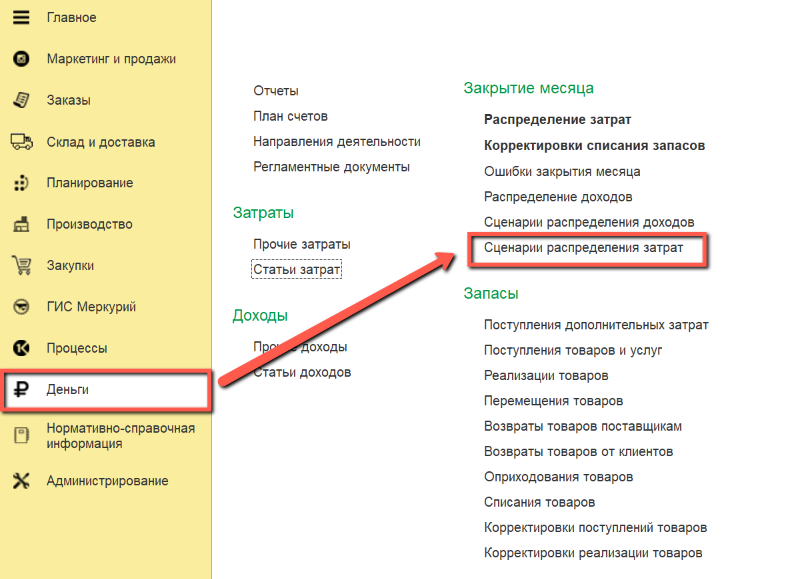 Главное
Маркетинг и продажи
Заказы
Склад и доставка
Планирование
Производство
Закупки
ГИС Меркурий
Процессы
Деньги
Нормативно-справочная
информация
Администрирование
Отчеты
План счетов
Направления деятельности
Регламентные документы
Затраты
Прочие затраты
Статьи затрат
Доходы
Прочие доходы
Статьи доходов
Закрытие месяца
Распределение затрат
Корректировки списания запасов
Ошибки закрытия месяца
Распределение доходов
Сценарии распределения доходов
Сценарии распределения затрат
Запасы
Поступления дополнительных затрат
Поступления товаров и услуг
Реализации товаров
Перемещения товаров
Возвраты товаров поставщикам
Возвраты товаров от клиентов
Оприходования товаров
Списания товаров
Корректировки поступлений товаров
Корректировки реализации товаров